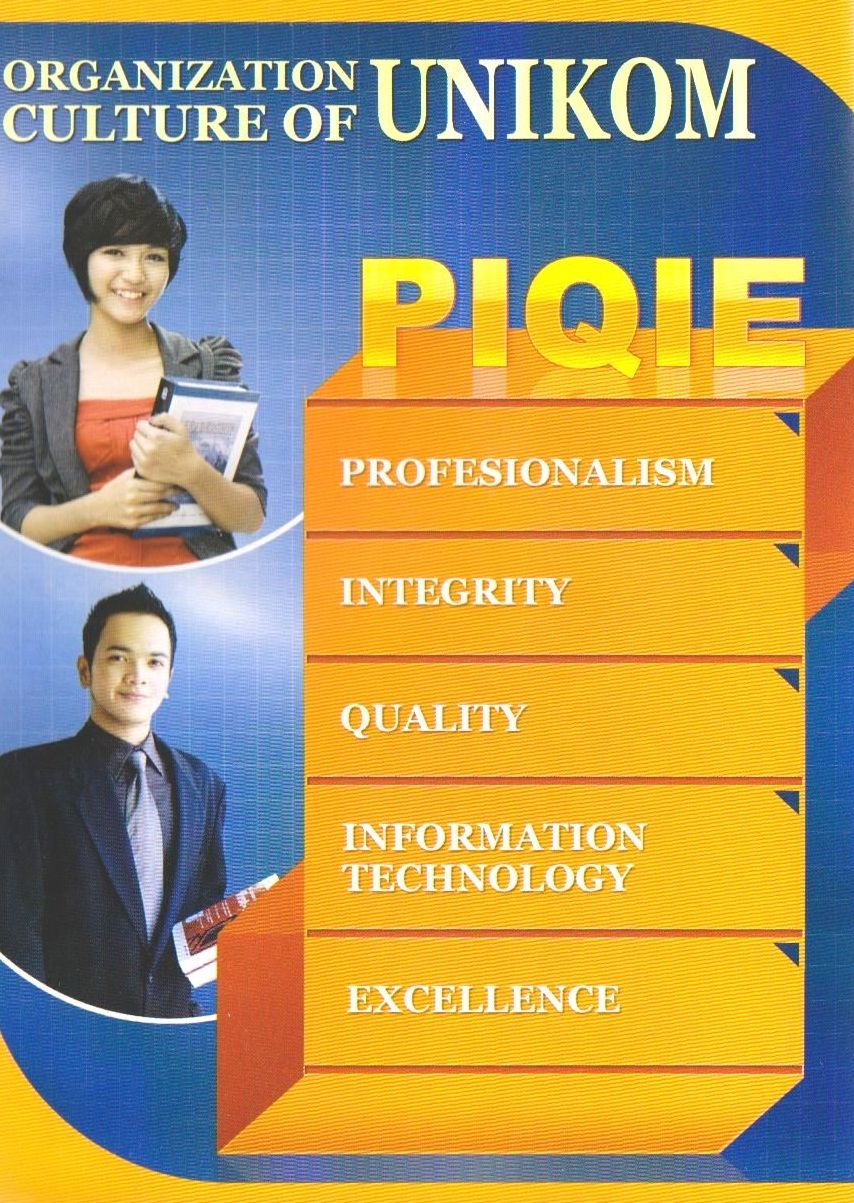 ORGANIZATION
CULTURE OF UNIKOM
PIQIE
PROFESIONALISM
INTEGRITY
QUALITY
INFORMATION
TECHNOLOGY
EXCELLENCE